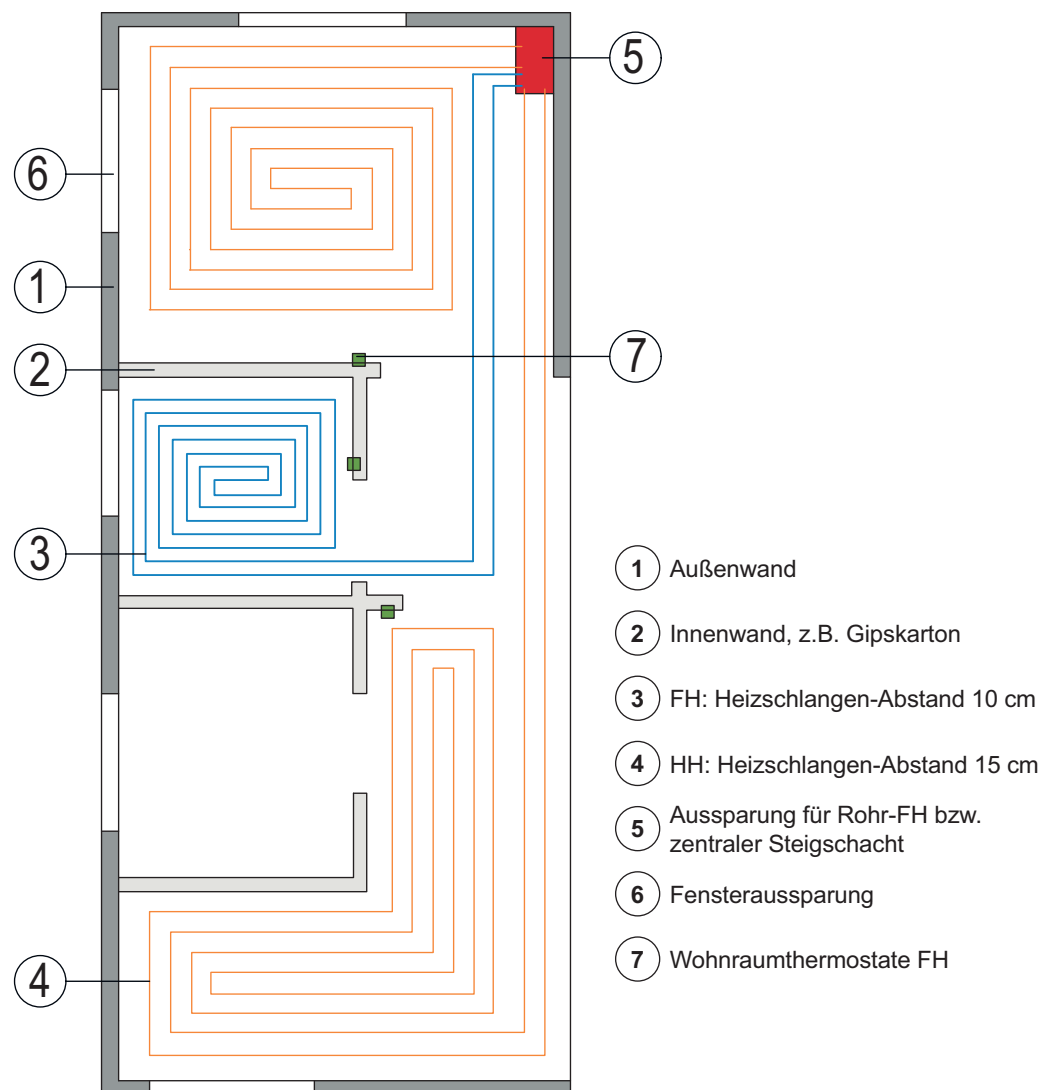 5
6
1
2
7
3
4
1 Außenwand
2 Innenwand, z.B. Gipskarton
3 FH: Heizschlangen-Abstand 10 cm
4 HH: Heizschlangen-Abstand 15 cm
5 Aussparung für Rohr-FH bzw.
zentraler Steigschacht
6 Fensteraussparung
7 Wohnraumthermostate FH